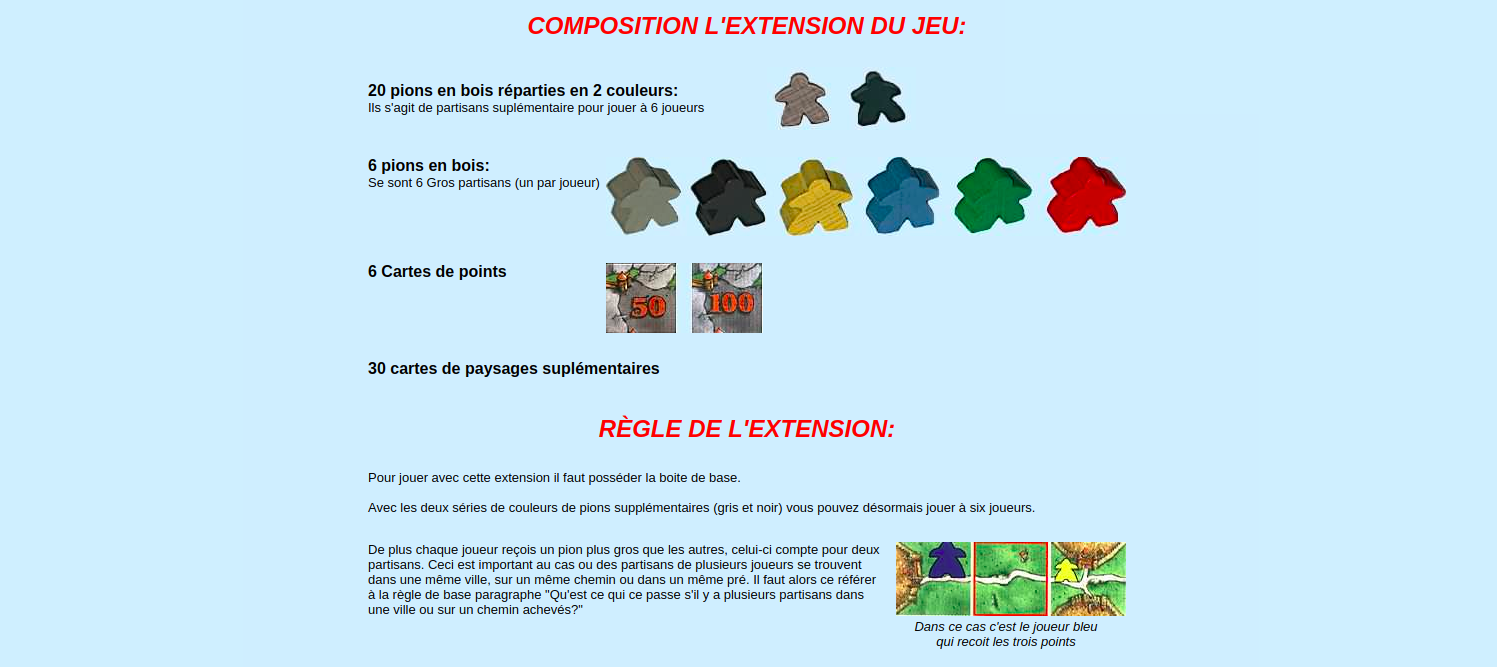 COMPOSITION L'EXTENSION DU JEU:
20 pions en bois réparties en 2 couleurs:
Ils s'agit de partisans suplémentaire pour jouer à 6 joueurs
6 pions en bois:
Se sont 6 Gros partisans (un par joueur)
6 Cartes de points
50
100
30 cartes de paysages suplémentaires
RÈGLE DE L'EXTENSION:
Pour jouer avec cette extension il faut posséder la boite de base.
Avec les deux séries de couleurs de pions supplémentaires (gris et noir) vous pouvez désormais jouer à six joueurs.
De plus chaque joueur reçois un pion plus gros que les autres, celui-ci compte pour deux
partisans. Ceci est important au cas ou des partisans de plusieurs joueurs se trouvent
dans une même ville, sur un même chemin ou dans un même pré. Il faut alors ce référer
à la règle de base paragraphe "Qu'est ce qui ce passe s'il y a plusieurs partisans dans
une ville ou sur un chemin achevés?"
Dans ce cas c'est le joueur bleu
qui recoit les trois points